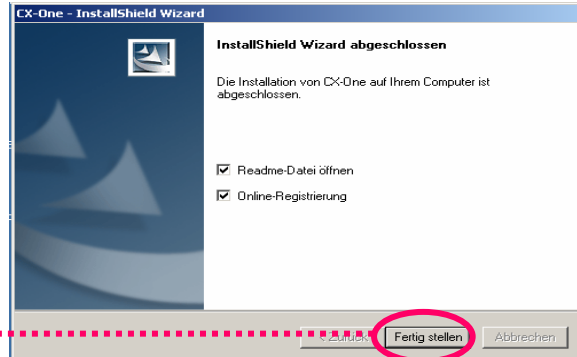 CX-One - InstallShield Wizard
InstallShield Wizard abgeschlossen
Die Installation von CX-One auf Ihrem Computer ist
abgeschlossen.
Readme-Datei öffnen
Online-Registrierung
< Zurück Fertig stellen Abbrechen